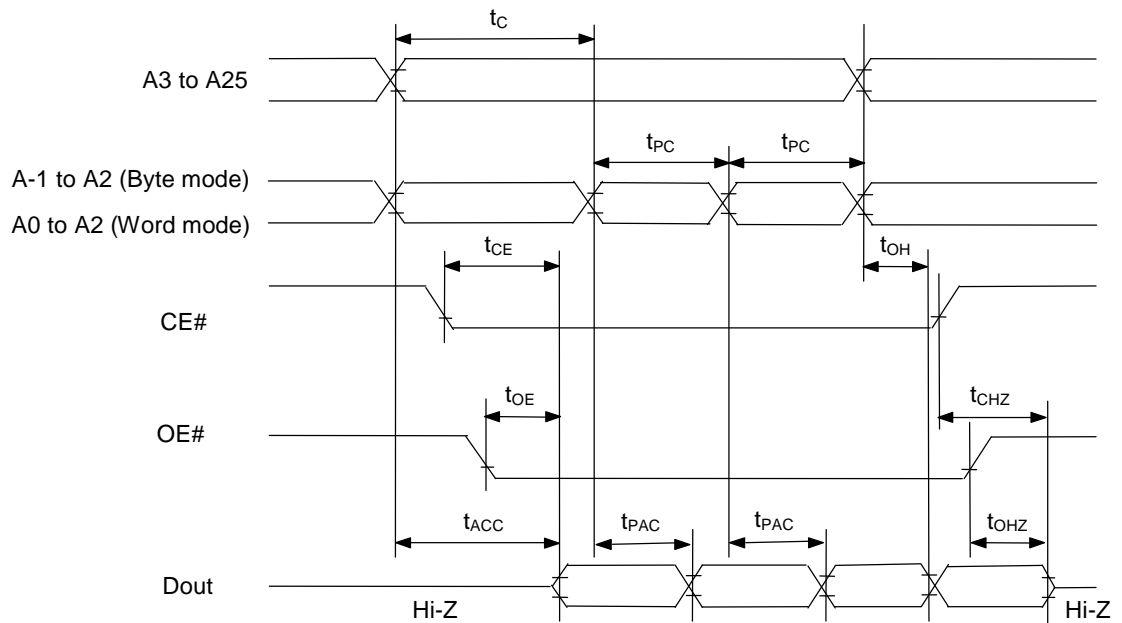 tC
A3 to A25
tPC tPC
A-1 to A2 (Byte mode)
A0 to A2 (Word mode)
tCE tOH
CE#
tOE tCHZ
OE#
tACC tPAC tPAC tOHZ
Dout
Hi-Z Hi-Z